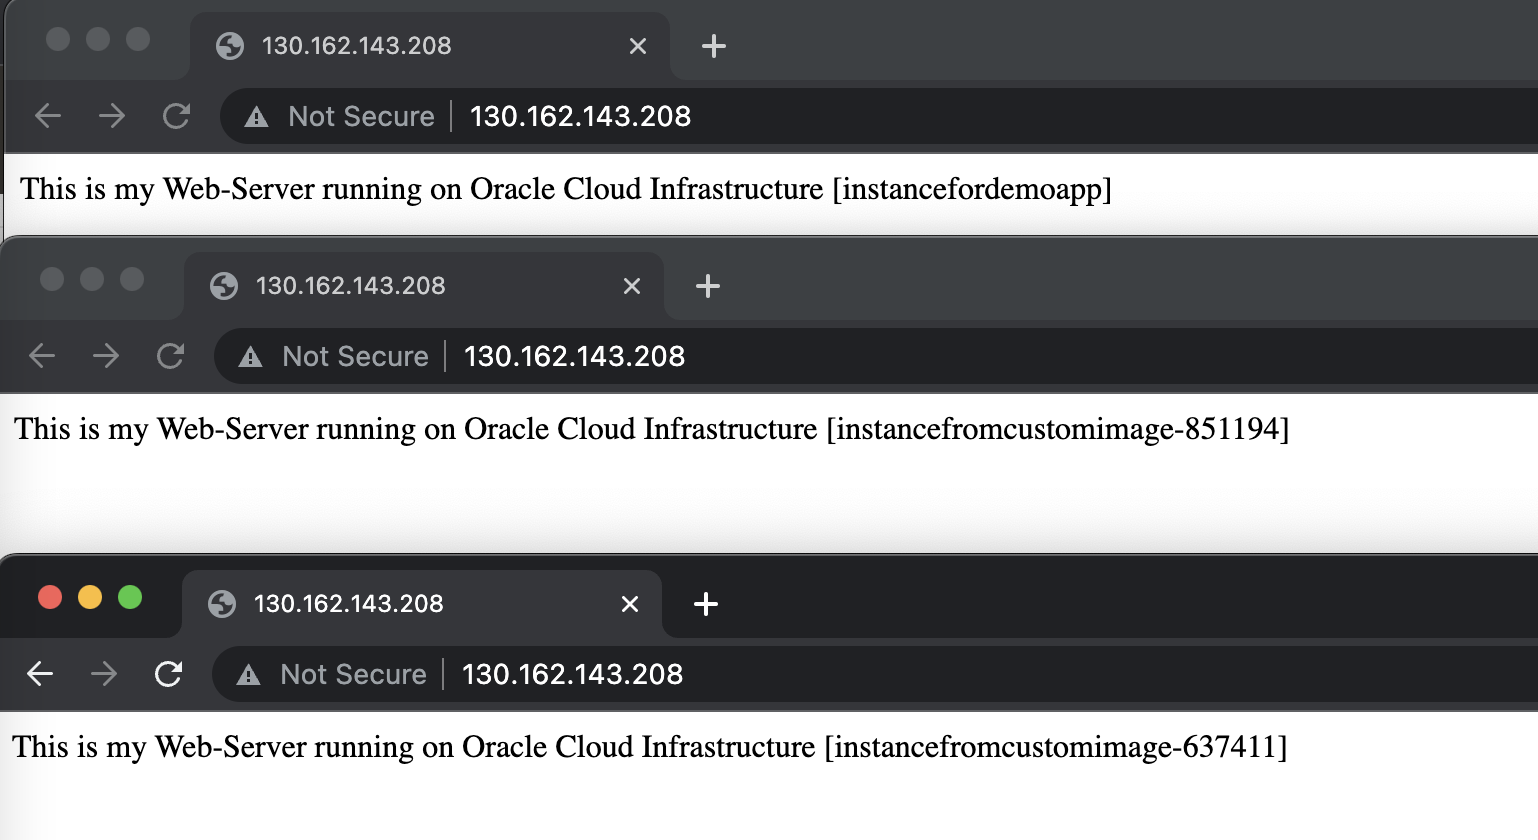 130.162.143.208
Not Secure 130.162.143.208
This is my Web-Server running on Oracle Cloud Infrastructure [instancefordemoapp]
130.162.143.208
Not Secure 130.162.143.208
This is my Web-Server running on Oracle Cloud Infrastructure [instancefromcustomimage-851194]
130.162.143.208
Not Secure 130.162.143.208
This is my Web-Server running on Oracle Cloud Infrastructure [instancefromcustomimage-637411]